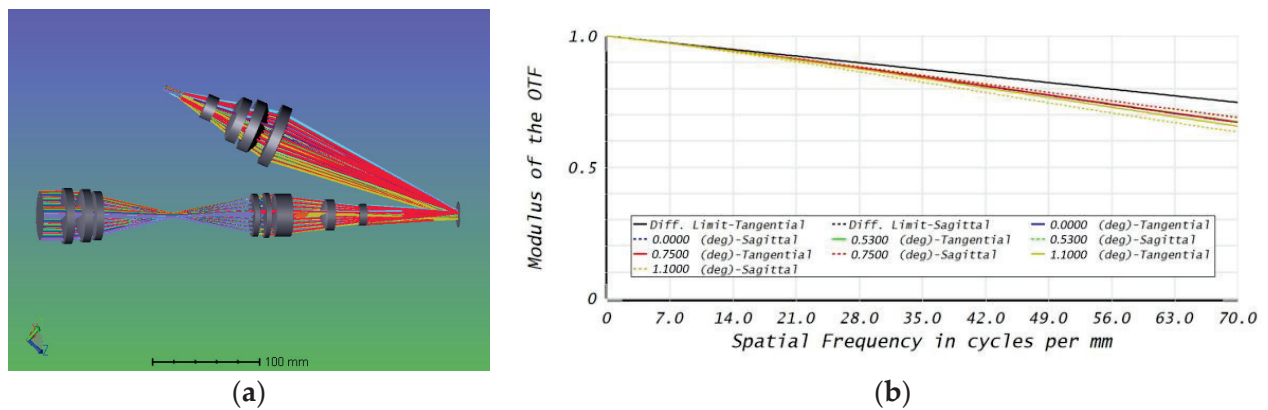 100 mm
(a)
Modulus of the OTF
1.0
0.5
0
Diff. Limit-Tangential Diff. Limit-Sagittal 0.0000 (deg)-Tangential
0.0000 (deg)-Sagittal 0.5300 (deg)-Tangential 0.5300 (deg)-Sagittal
0.7500 (deg)-Tangential 0.7500 (deg)-Sagittal 1.1000 (deg)-Tangential
1.1000 (deg)-Sagittal
0 7.0 14.0 21.0 28.0 35.0 42.0 49.0 56.0 63.0 70.0
Spatial Frequency in cycles per mm
(b)